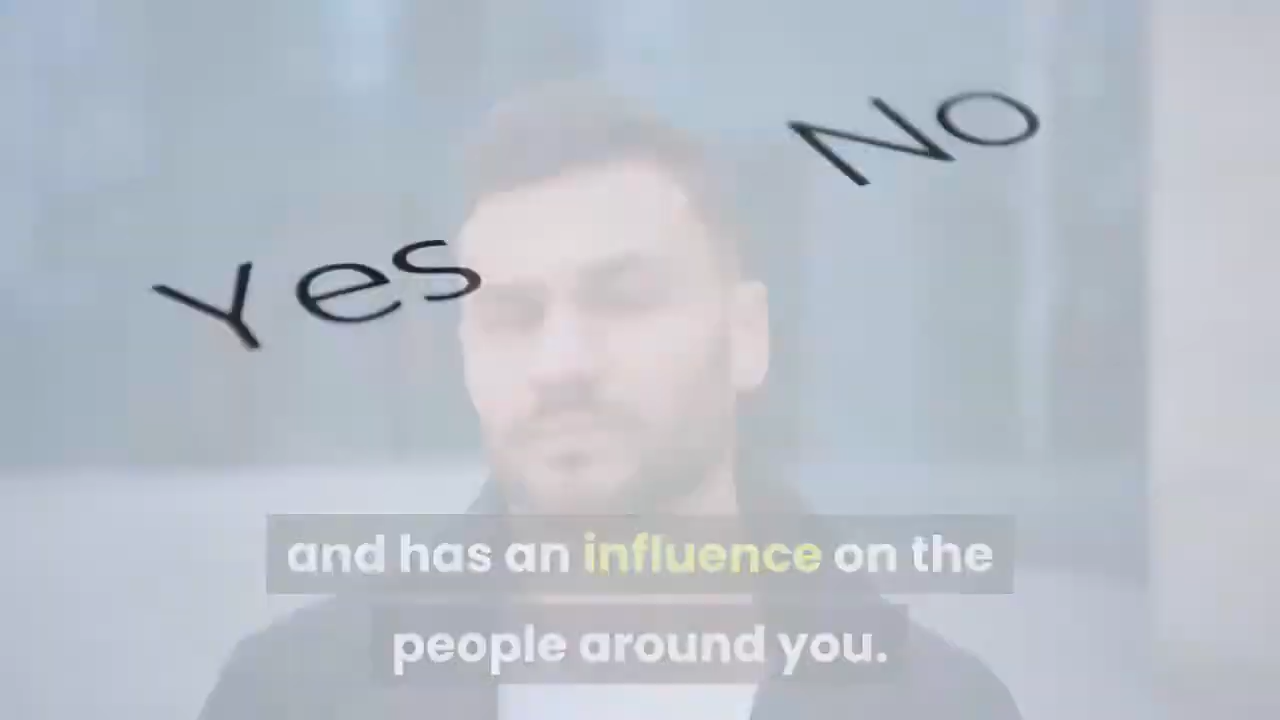 No
Yes
and has an influence on the
people around you.